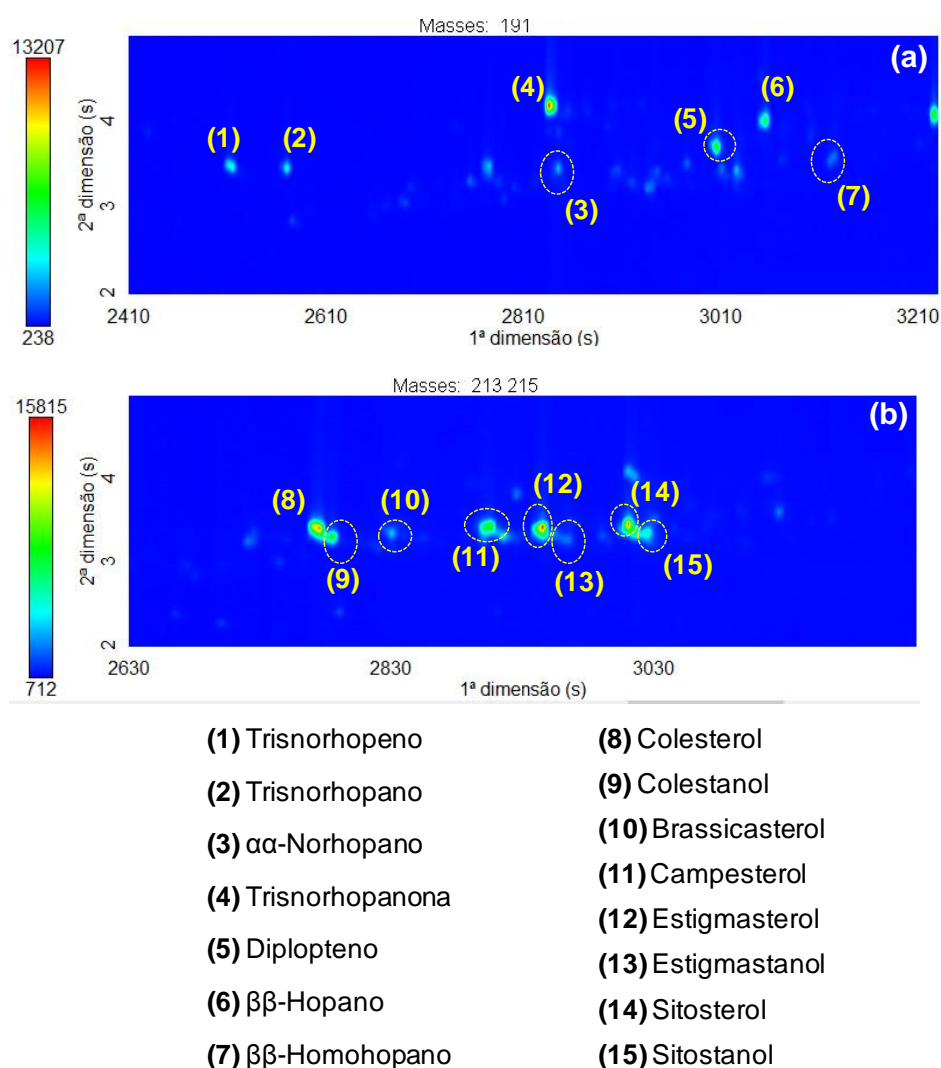 Masses: 191
13207
(a)
(4)
(6)
(1)
(2)
(5)
(3)
(7)
4
3
2
2ª dimensão (s)
238
2410
2610
2810
3010
3210
1ª dimensão (s)
Masses: 213 215
15815
(b)
(8)
(10)
(12)
(14)
(11)
(9)
(13)
(15)
4
3
2
2ª dimensão (s)
712
2630
2830
3030
1ª dimensão (s)
(1) Trisnorhopeno
(2) Trisnorhopano
(3) αα-Norhopano
(4) Trisnorhopanona
(5) Diplopteno
(6) ββ-Hopano
(7) ββ-Homohopano
(8) Colesterol
(9) Colestanol
(10) Brassicasterol
(11) Campesterol
(12) Estigmasterol
(13) Estigmastanol
(14) Sitosterol
(15) Sitostanol